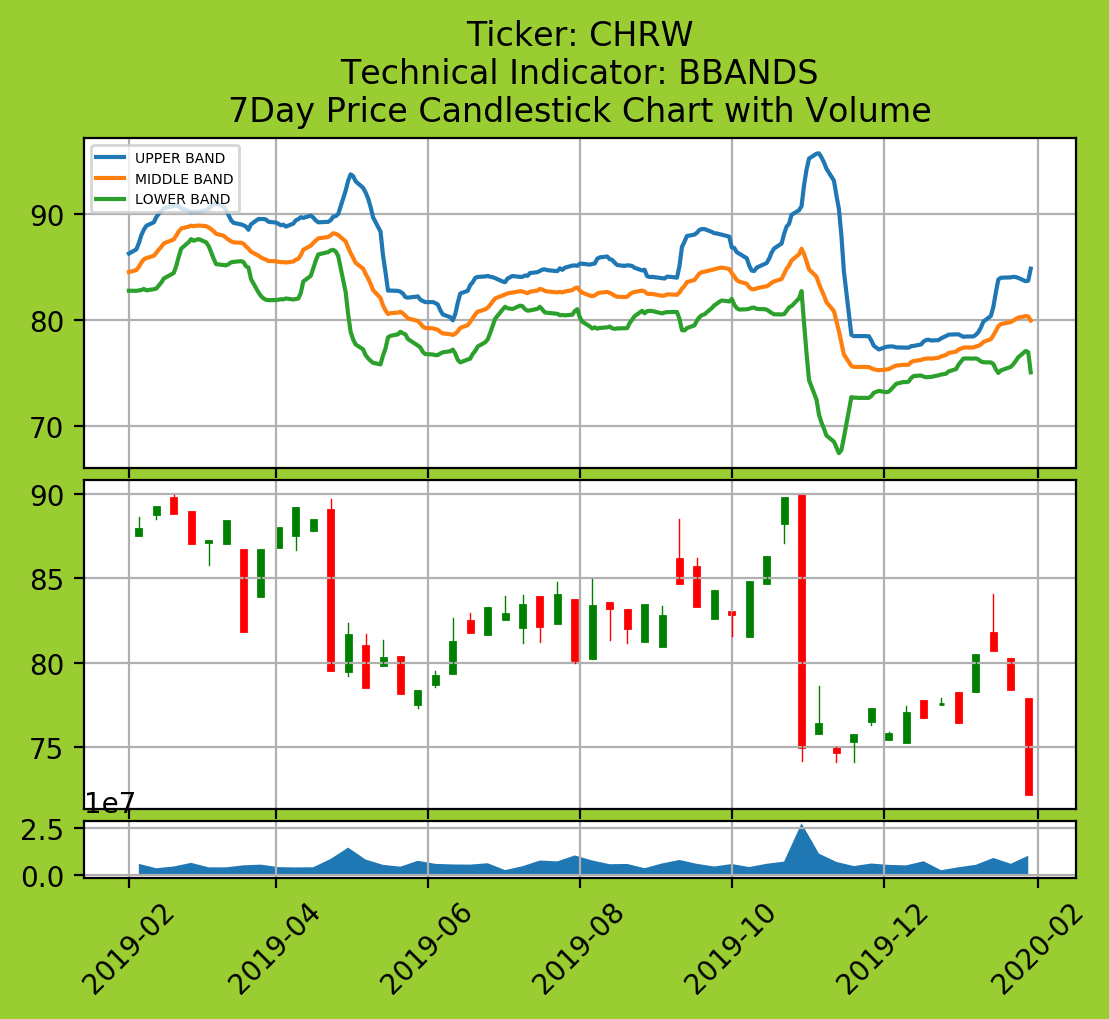 Ticker: CHRW
Technical Indicator: BBANDS
7Day Price Candlestick Chart with Volume
UPPER BAND
MIDDLE BAND
LOWER BAND
90
80
70
90
85
80
75
1e7
2.5
0.0
2019-02
2019-04
2019-06
2019-08
2019-10
2019-12
2020-02